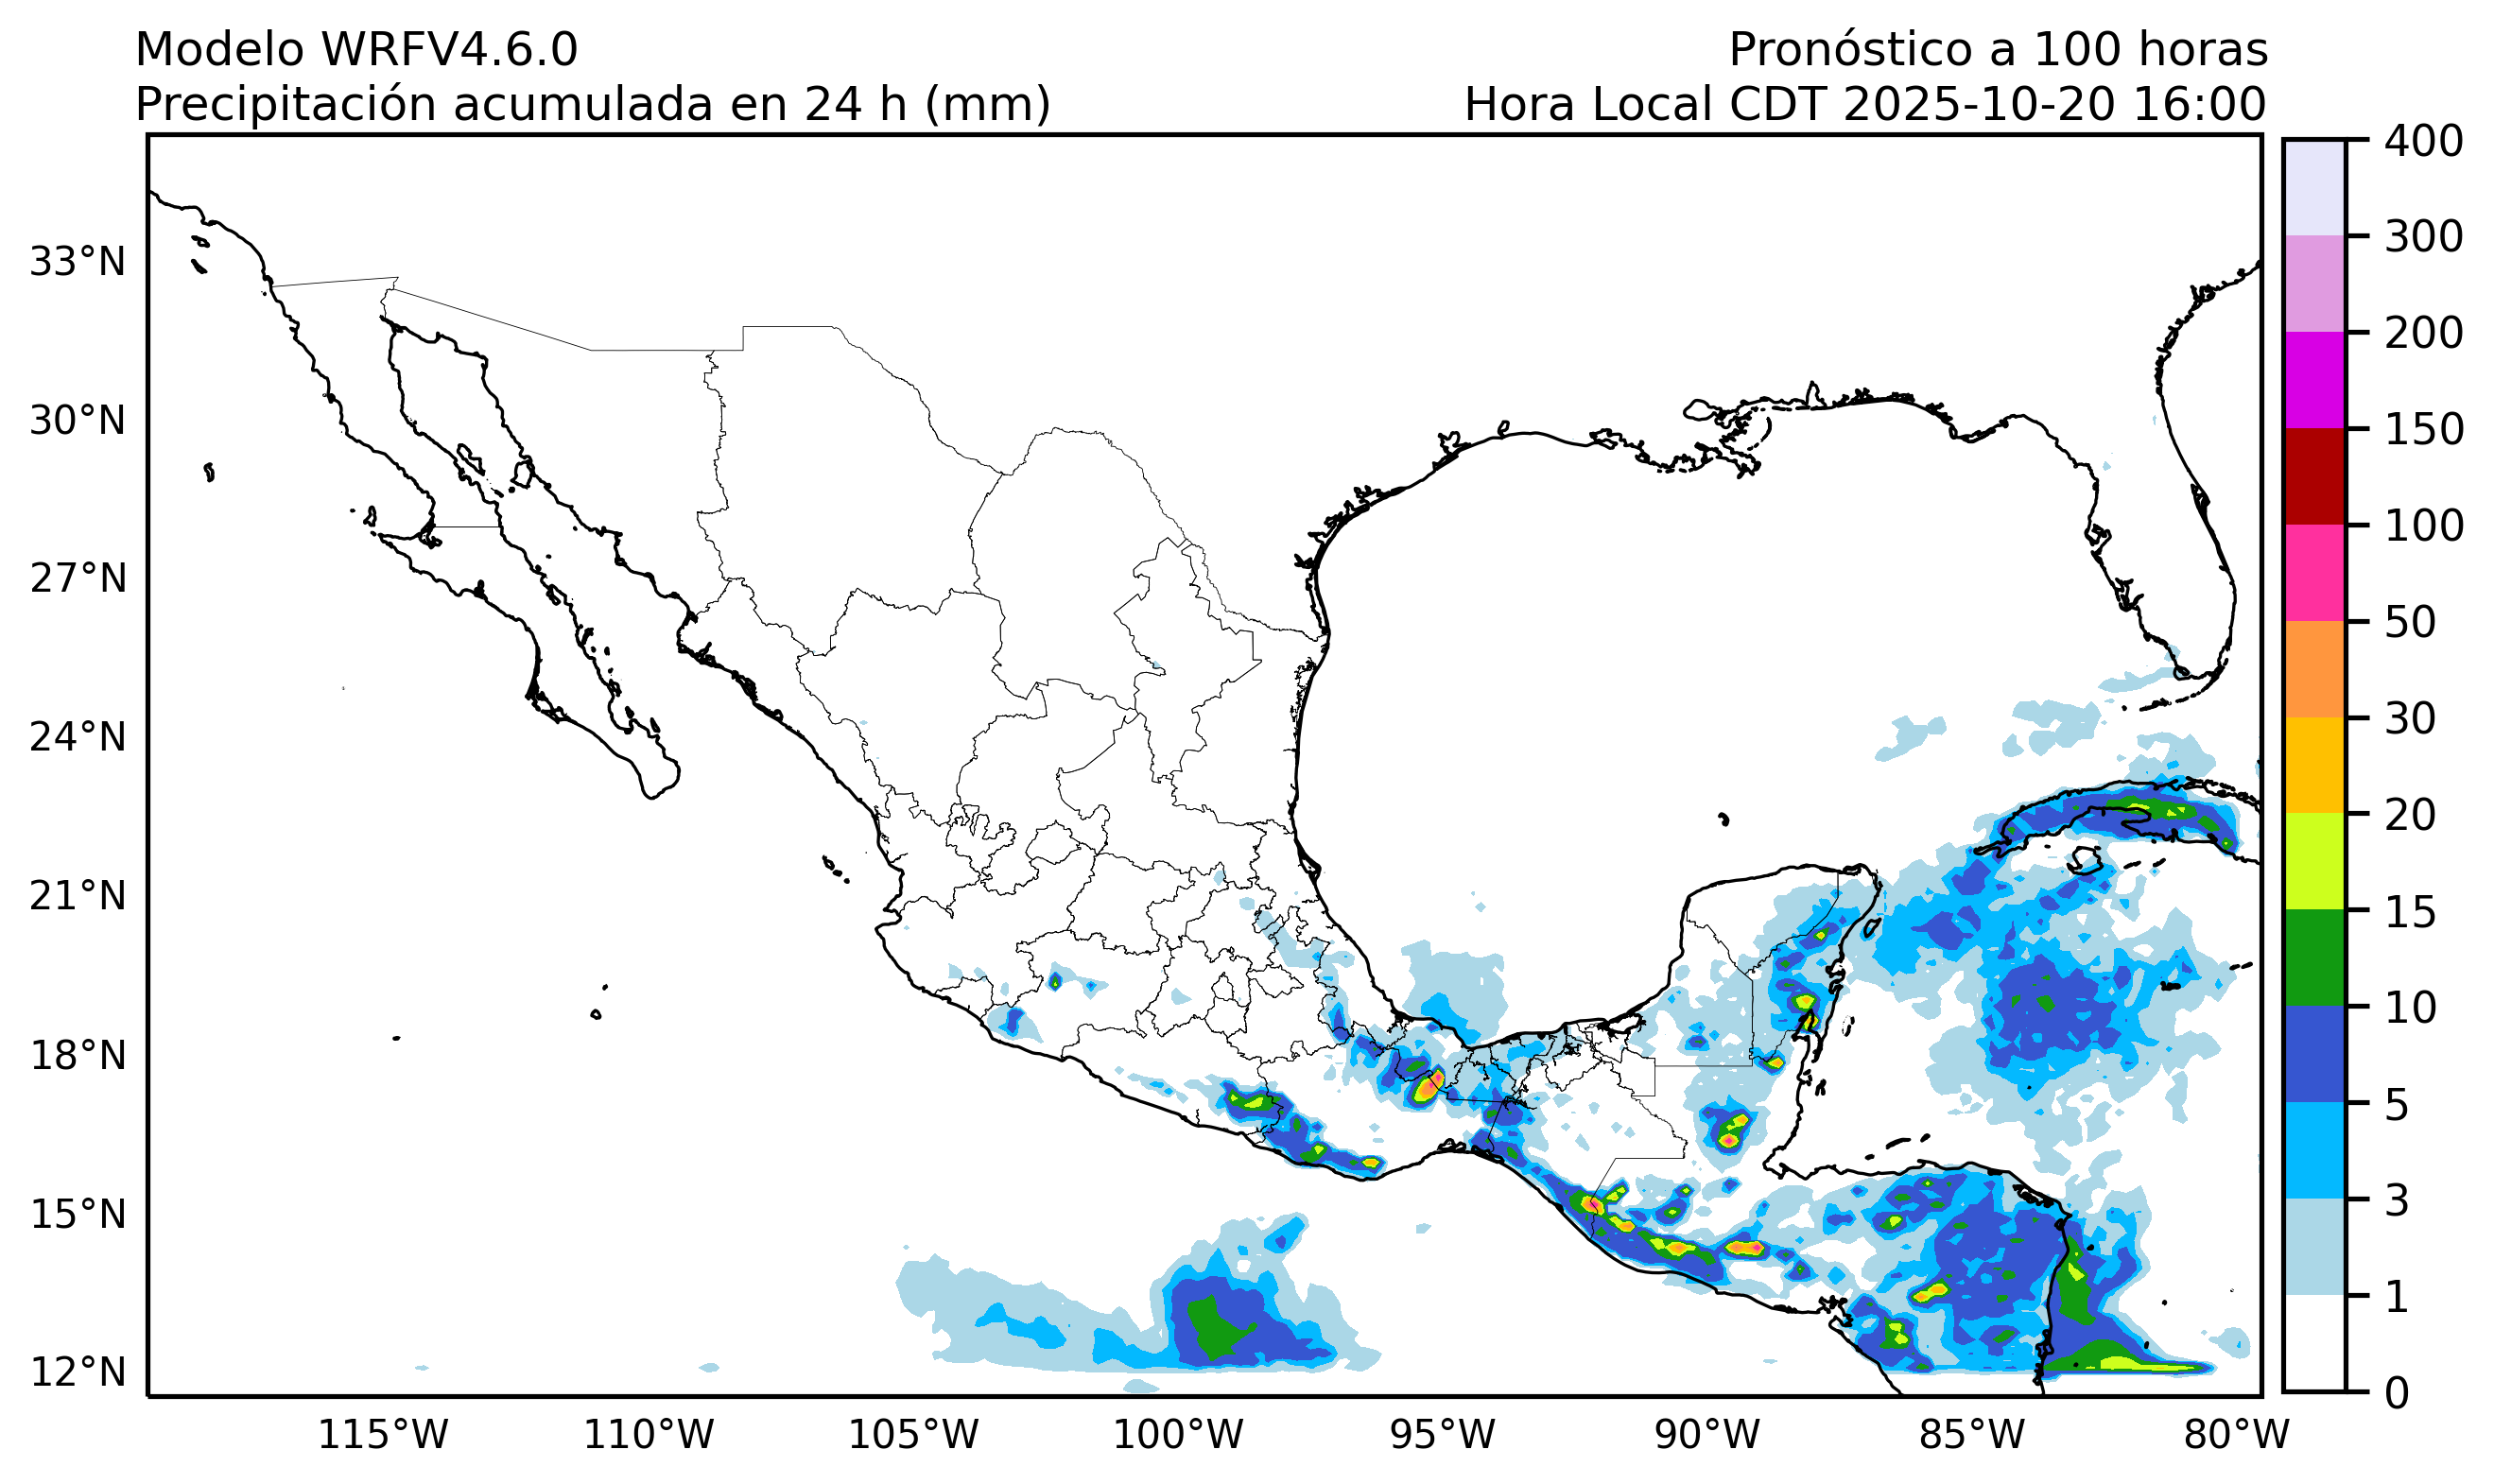 Modelo WRFV4.6.0
Pronóstico a 100 horas
Precipitación acumulada en 24 h (mm)
Hora Local CDT 2025-10-20 16:00
33°N
30°N
27°N
24°N
21°N
18°N
15°N
12°N
115°W
110°W
105°W
100°W
95°W
90°W
85°W
80°W
400
300
200
150
100
50
30
20
15
10
5
3
1
0